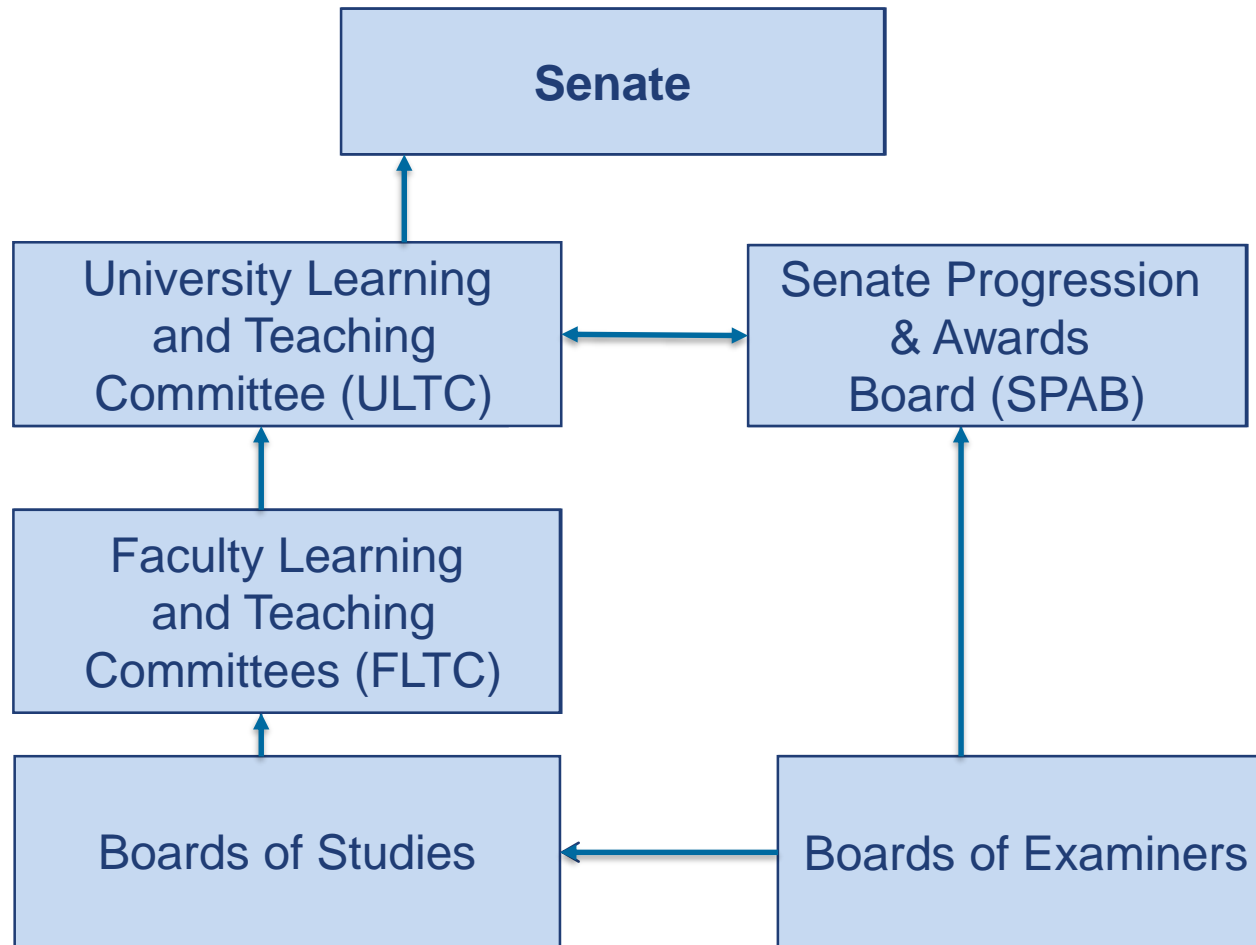 Senate
University Learning
and Teaching
Committee (ULTC)
Senate Progression
& Awards
Board (SPAB)
Faculty Learning
and Teaching
Committees (FLTC)
Boards of Studies
Boards of Examiners